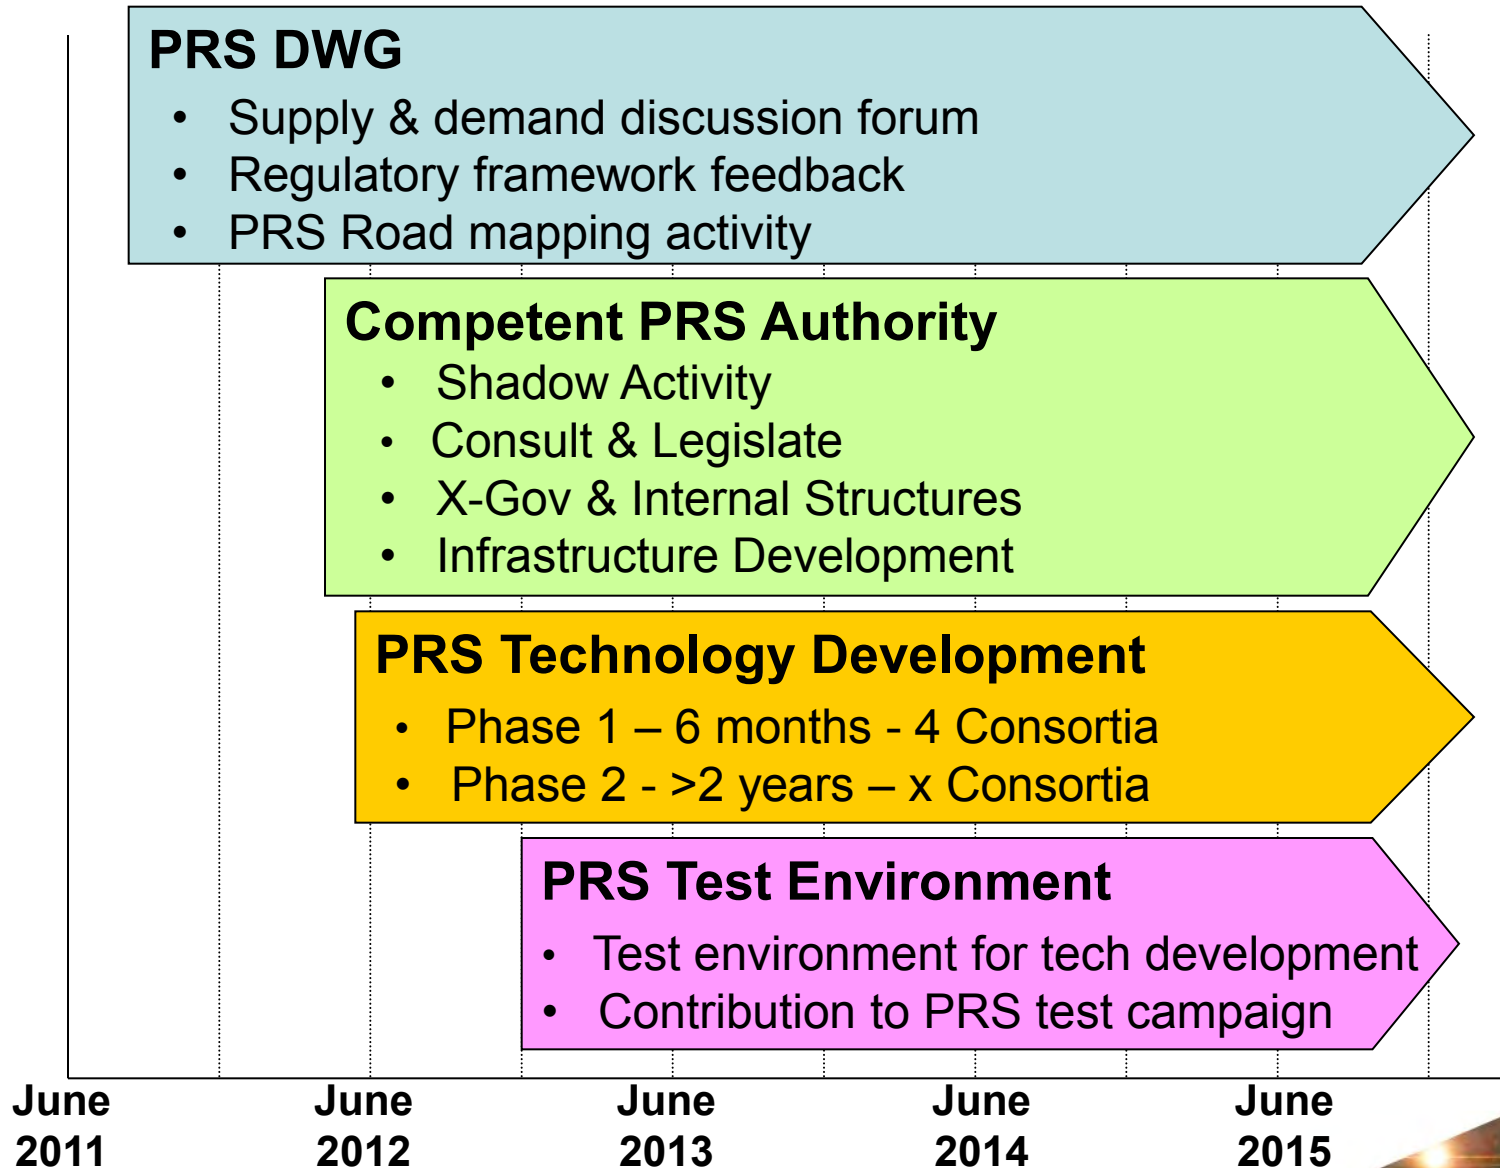 PRS DWG
• Supply & demand discussion forum
• Regulatory framework feedback
• PRS Road mapping activity
Competent PRS Authority
• Shadow Activity
• Consult & Legislate
• X-Gov & Internal Structures
• Infrastructure Development
PRS Technology Development
• Phase 1 – 6 months - 4 Consortia
• Phase 2 - >2 years – x Consortia
PRS Test Environment
• Test environment for tech development
• Contribution to PRS test campaign
June June June June June
2011 2012 2013 2014 2015